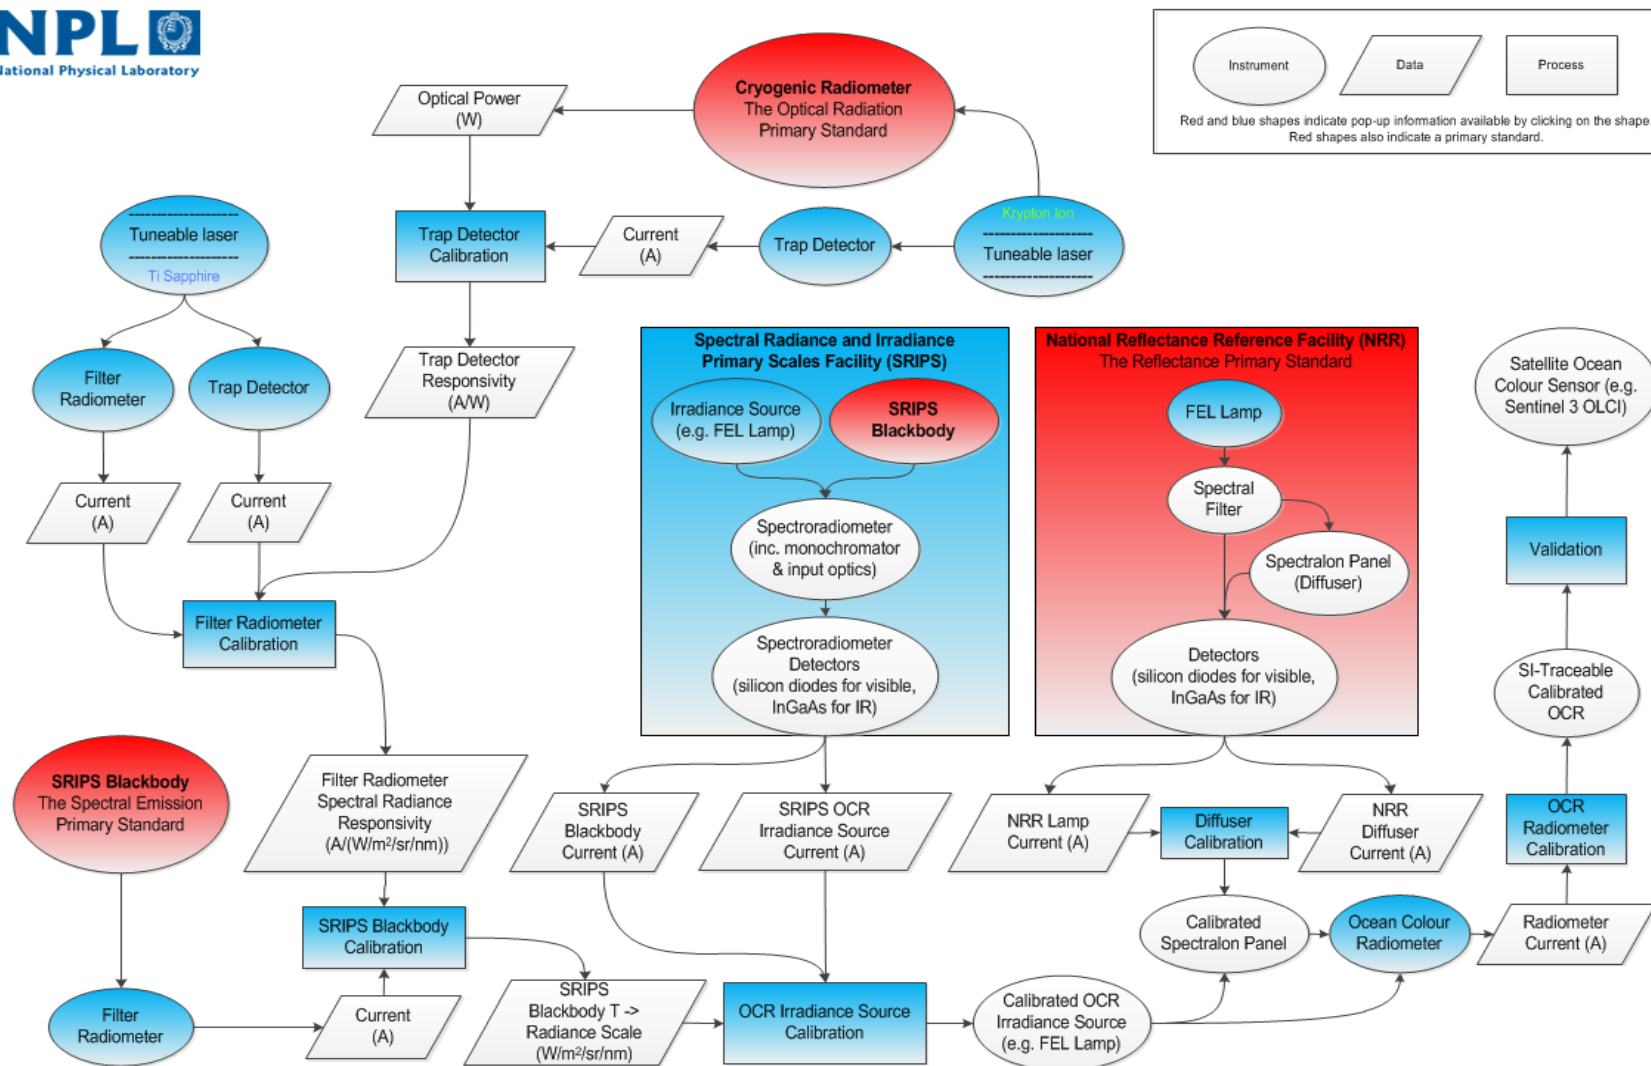 NPL
National Physical Laboratory
Cryogenic Radiometer
The Optical Radiation
Primary Standard
Optical Power
(W)
Instrument
Data
Process
Red and blue shapes indicate pop-up information available by clicking on the shape.
Red shapes also indicate a primary standard.
Tuneable laser
Ti Sapphire
Trap Detector
Calibration
Current
(A)
Trap Detector
Krypton Ion
Tuneable laser
Filter
Radiometer
Trap Detector
Trap Detector
Responsivity
(A/W)
Spectral Radiance and Irradiance
Primary Scales Facility (SRIPS)
Irradiance Source
(e.g. FEL Lamp)
SRIPS
Blackbody
Spectroradiometer
(inc. monochromator
& input optics)
Spectroradiometer
Detectors
(silicon diodes for visible,
InGaAs for IR)
National Reflectance Reference Facility (NRR)
The Reflectance Primary Standard
FEL Lamp
Spectral
Filter
Spectralon Panel
(Diffuser)
Detectors
(silicon diodes for visible,
InGaAs for IR)
Satellite Ocean
Colour Sensor (e.g.
Sentinel 3 OLCI)
Validation
SI-Traceable
Calibrated
OCR
Current
(A)
Current
(A)
Filter Radiometer
Calibration
SRIPS Blackbody
The Spectral Emission
Primary Standard
Filter Radiometer
Spectral Radiance
Responsivity
(A/(W/m²/sr/nm))
SRIPS
Blackbody
Current (A)
SRIPS OCR
Irradiance Source
Current (A)
NRR Lamp
Current (A)
Diffuser
Calibration
NRR
Diffuser
Current (A)
OCR
Radiometer
Calibration
SRIPS Blackbody
Calibration
Calibrated
Spectralon Panel
Ocean Colour
Radiometer
Radiometer
Current (A)
Filter
Radiometer
Current
(A)
SRIPS
Blackbody T ->
Radiance Scale
(W/m²/sr/nm)
OCR Irradiance Source
Calibration
Calibrated OCR
Irradiance Source
(e.g. FEL Lamp)